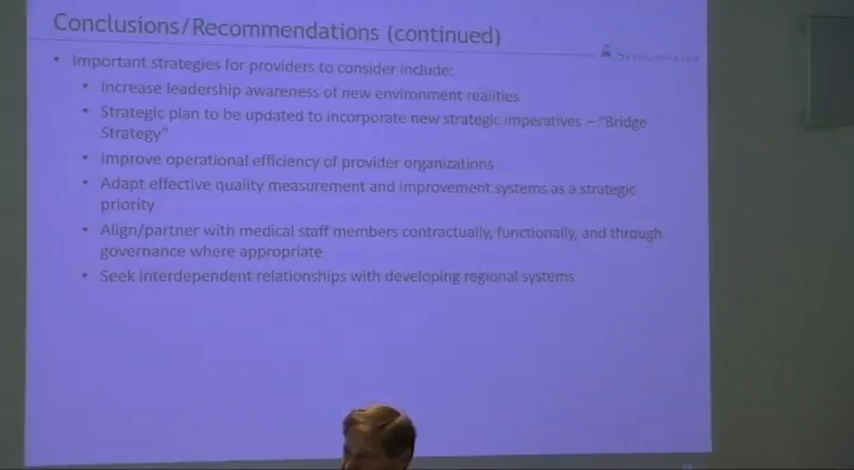 Conclusions/Recommendations (continued)
• Important strategies for providers to consider include:
• Increase leadership awareness of new environment realities
• Strategic plan to be updated to incorporate new strategic imperatives – "Bridge
Strategy"
• Improve operational efficiency of provider organizations
• Adapt effective quality measurement and improvement systems as a strategic
priority
• Align/partner with medical staff members contractually, functionally, and through
governance where appropriate
• Seek interdependent relationships with developing regional systems